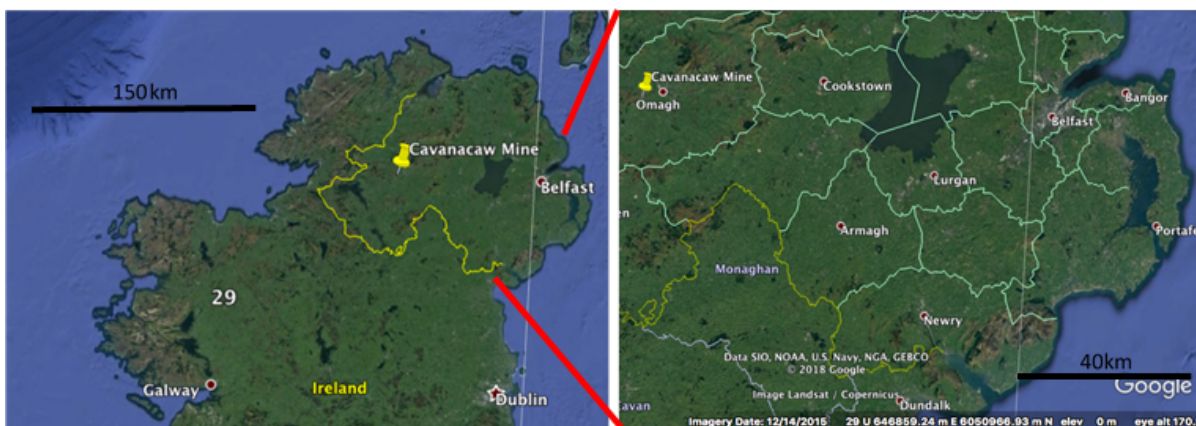 150km
Cavanacaw Mine
Belfast
29
Galway
Ireland
Dublin
Cavanacaw Mine
Omagh
Cookstown
Bangor
Belfast
Lurgan
Armagh
Portafe
Monaghan
Newry
Data SIO, NOAA, U.S. Navy, NGA, GEBCO
© 2018 Google
40km
Google
Image Landsat / Copernicus
Dundalk
Imagery Date: 12/14/2015 29 U 646859.24 m E 6050966.93 m N elev 0 m eye alt 170